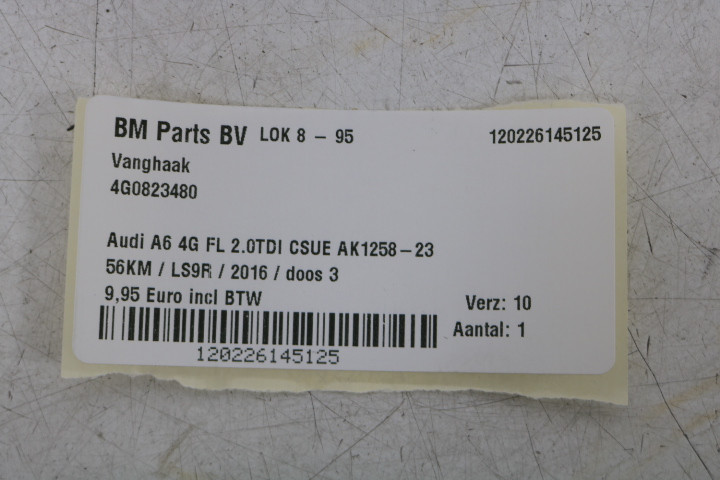 BM Parts BV LOK 8 - 95 120226145125
Vanghaak
4G0823480
Audi A6 4G FL 2.0TDI CSUE AK1258-23
56KM / LS9R / 2016 / doos 3
9,95 Euro incl BTW Verz: 10
Aantal: 1
120226145125